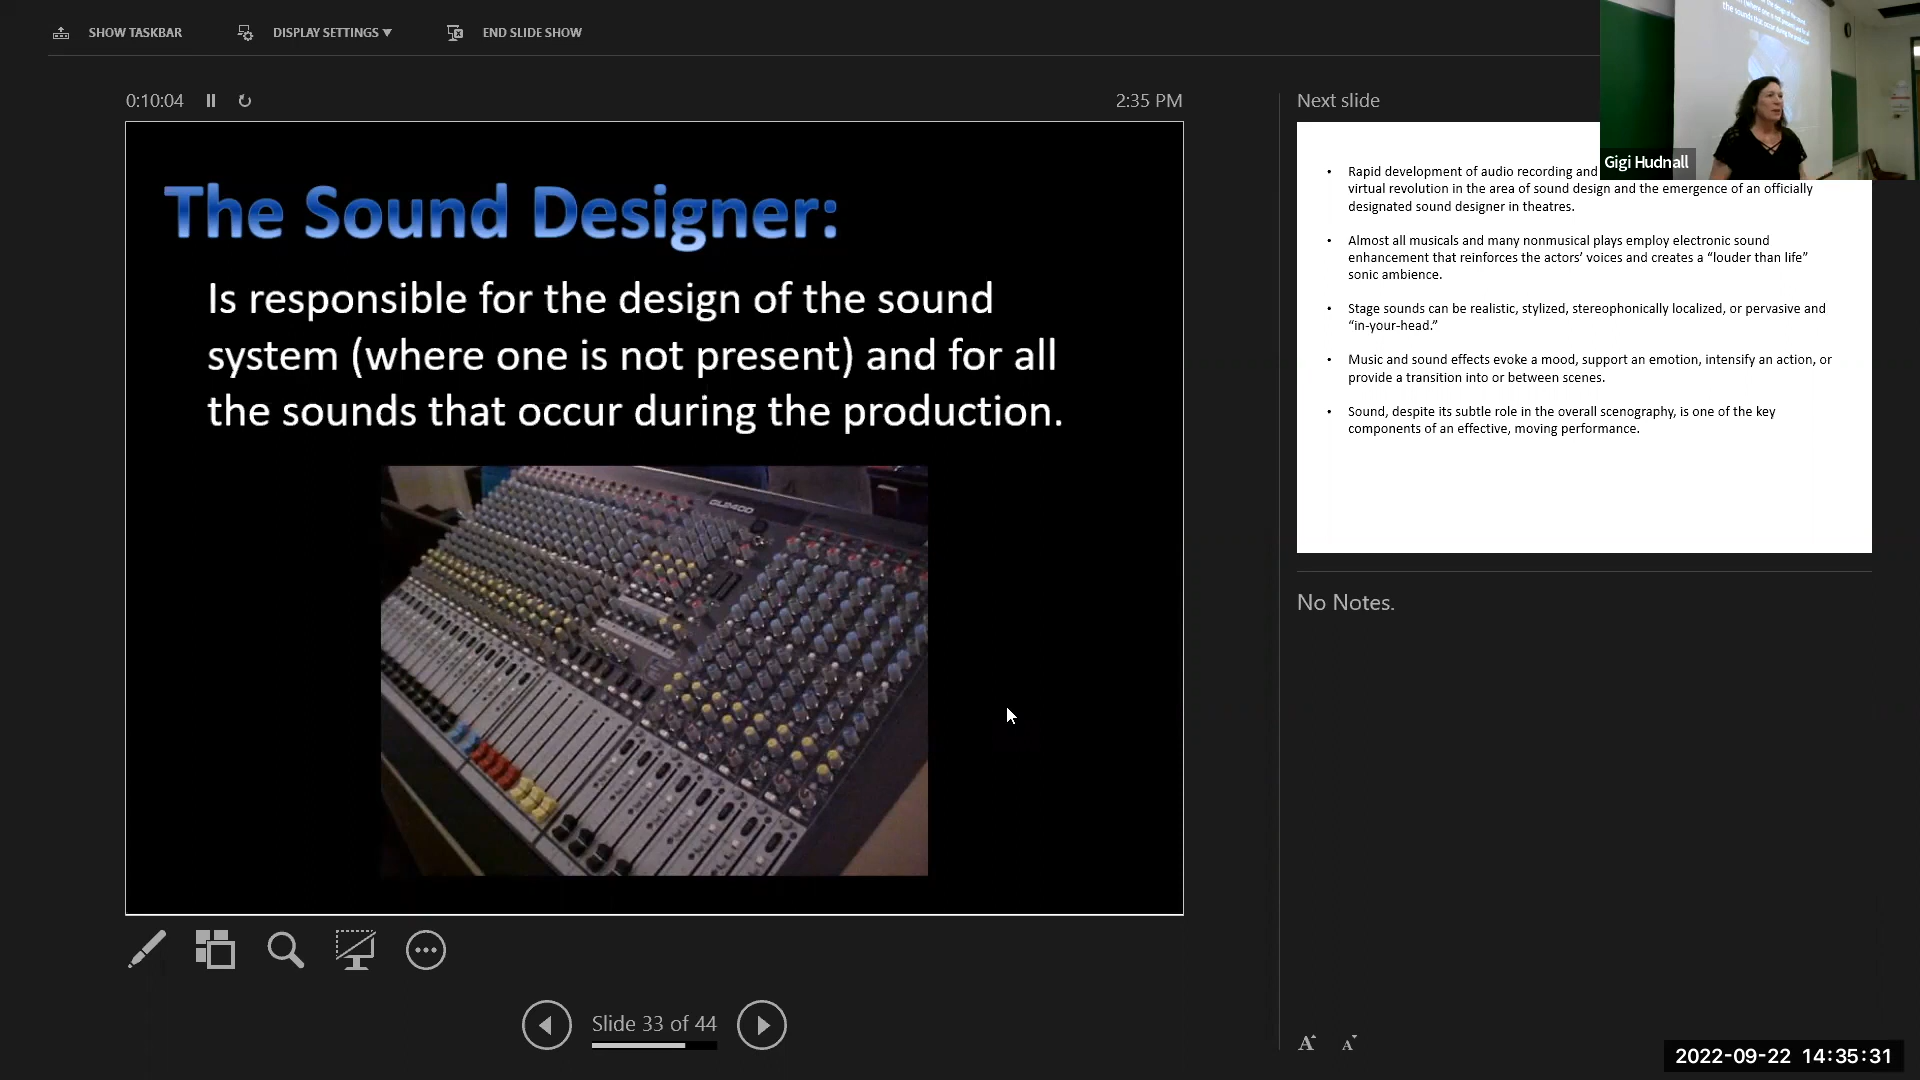 SHOW TASKBAR
DISPLAY SETTINGS ▼
END SLIDE SHOW
0:10:04
2:35 PM
Next slide
The Sound Designer:
Is responsible for the design of the sound
system (where one is not present) and for all
the sounds that occur during the production.
GL2400
Slide 33 of 44
Gigi Hudnall
• Rapid development of audio recording and
virtual revolution in the area of sound design and the emergence of an officially
designated sound designer in theatres.
• Almost all musicals and many nonmusical plays employ electronic sound
enhancement that reinforces the actors’ voices and creates a “louder than life”
sonic ambience.
• Stage sounds can be realistic, stylized, stereophonically localized, or pervasive and
“in-your-head.”
• Music and sound effects evoke a mood, support an emotion, intensify an action, or
provide a transition into or between scenes.
• Sound, despite its subtle role in the overall scenography, is one of the key
components of an effective, moving performance.
No Notes.
A A
2022-09-22 14:35:31